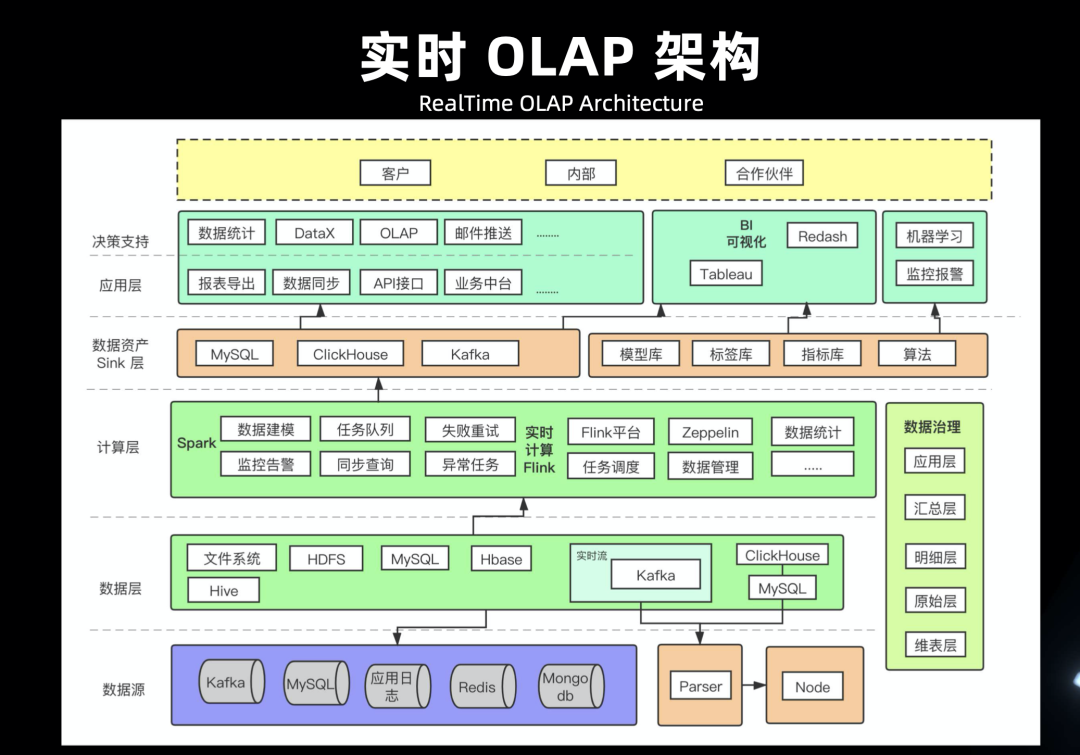 实时 OLAP 架构
RealTime OLAP Architecture
客户
内部
合作伙伴
决策支持
数据统计
DataX
OLAP
邮件推送
........
BI
可视化
Redash
Tableau
机器学习
监控报警
应用层
报表导出
数据同步
API接口
业务中台
........
数据资产
Sink 层
MySQL
ClickHouse
Kafka
模型库
标签库
指标库
算法
计算层
Spark
数据建模
任务队列
失败重试
监控告警
同步查询
异常任务
实时
计算
Flink
Flink平台
Zeppelin
数据统计
任务调度
数据管理
.....
数据治理
应用层
汇总层
明细层
原始层
维表层
数据层
文件系统
HDFS
MySQL
Hbase
Hive
实时流
Kafka
ClickHouse
MySQL
数据源
Kafka
MySQL
应用日
志
Redis
Mongo
db
Parser
Node